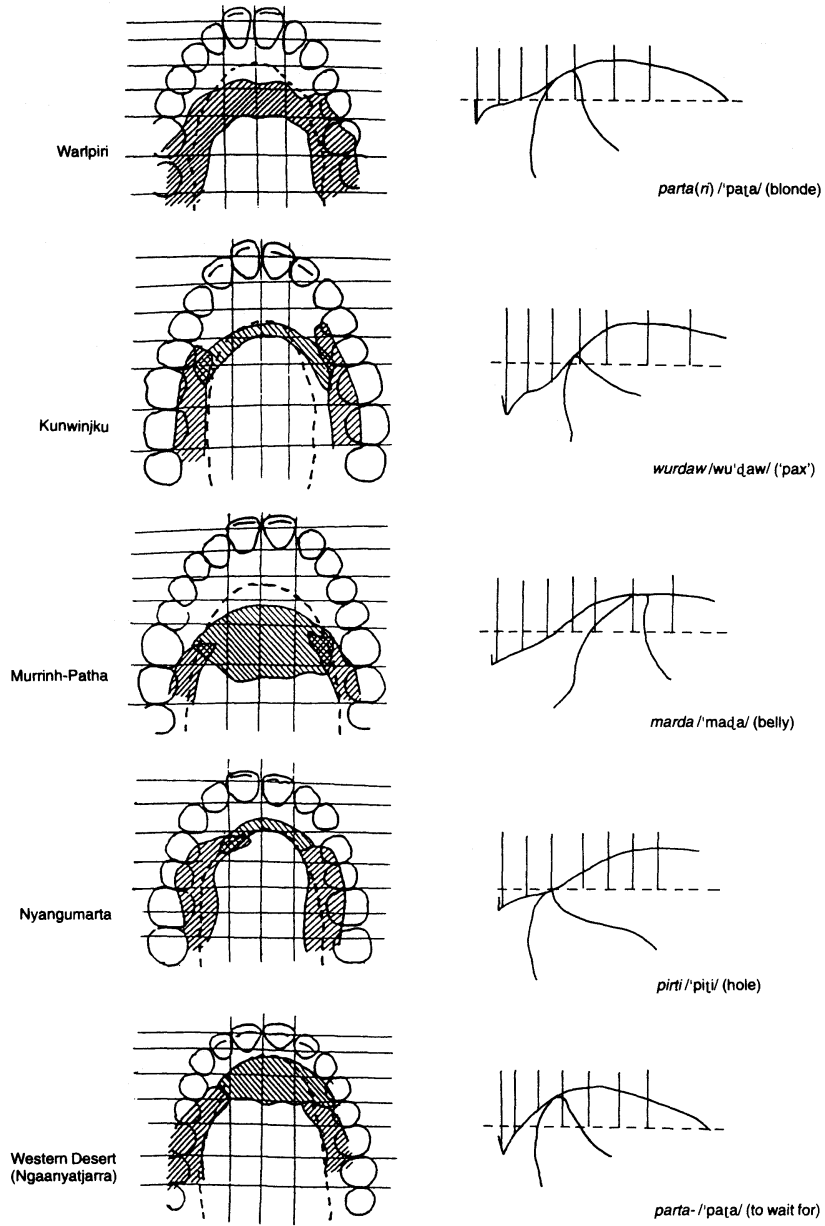 Warlpiri
parta(ri) /ˈpaʈa/ (blonde)
Kunwinjku
wurdaw /wuˈɖaw/ ('pax')
Murrinh-Patha
marda /ˈmaɖa/ (belly)
Nyangumarta
pirti /ˈpiʈi/ (hole)
Western Desert
(Ngaanyatjarra)
parta- /ˈpaʈa/ (to wait for)